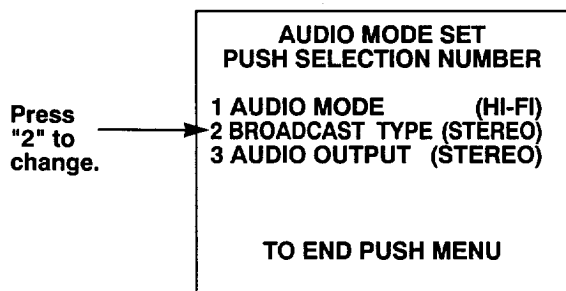 AUDIO MODE SET
PUSH SELECTION NUMBER
1 AUDIO MODE (HI-FI)
Press
"2" to
change.
2 BROADCAST TYPE (STEREO)
3 AUDIO OUTPUT (STEREO)
TO END PUSH MENU